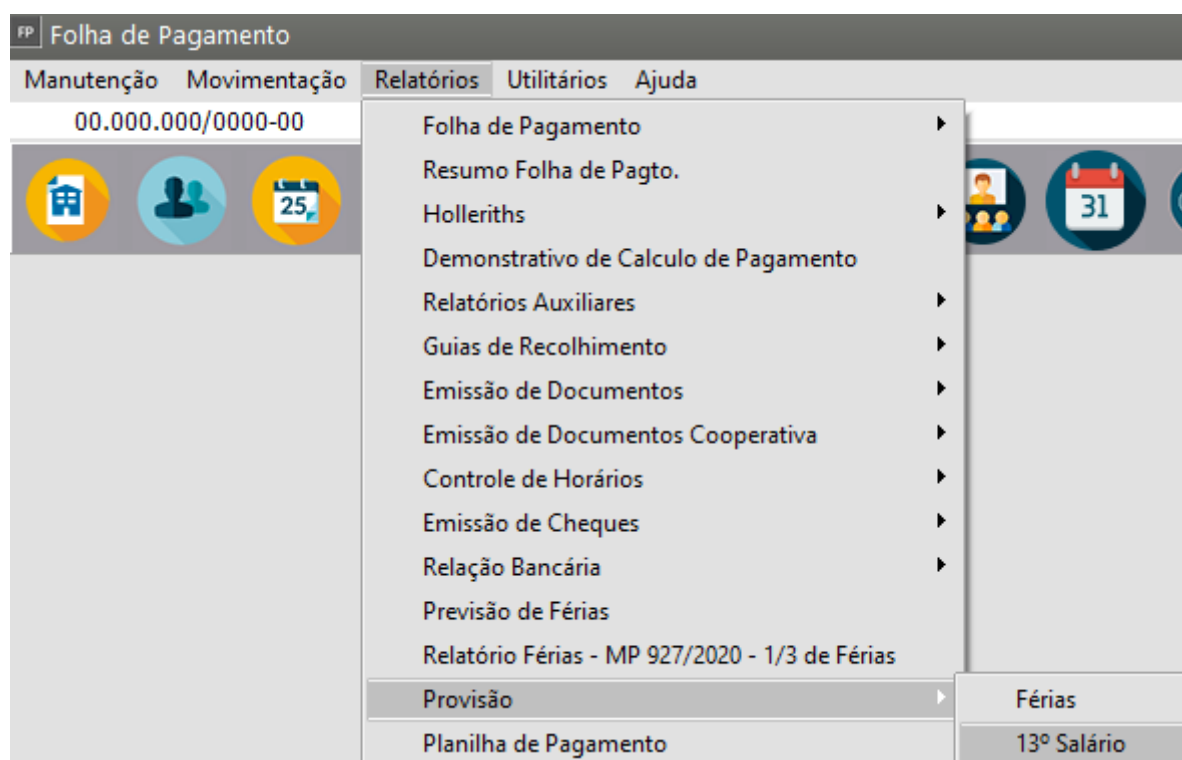 FP Folha de Pagamento
Manutenção Movimentação Relatórios Utilitários Ajuda
00.000.000/0000-00
25
31
Folha de Pagamento
Resumo Folha de Pagto.
Holleriths
Demonstrativo de Calculo de Pagamento
Relatórios Auxiliares
Guias de Recolhimento
Emissão de Documentos
Emissão de Documentos Cooperativa
Controle de Horários
Emissão de Cheques
Relação Bancária
Previsão de Férias
Relatório Férias - MP 927/2020 - 1/3 de Férias
Provisão
Planilha de Pagamento
Férias
13º Salário